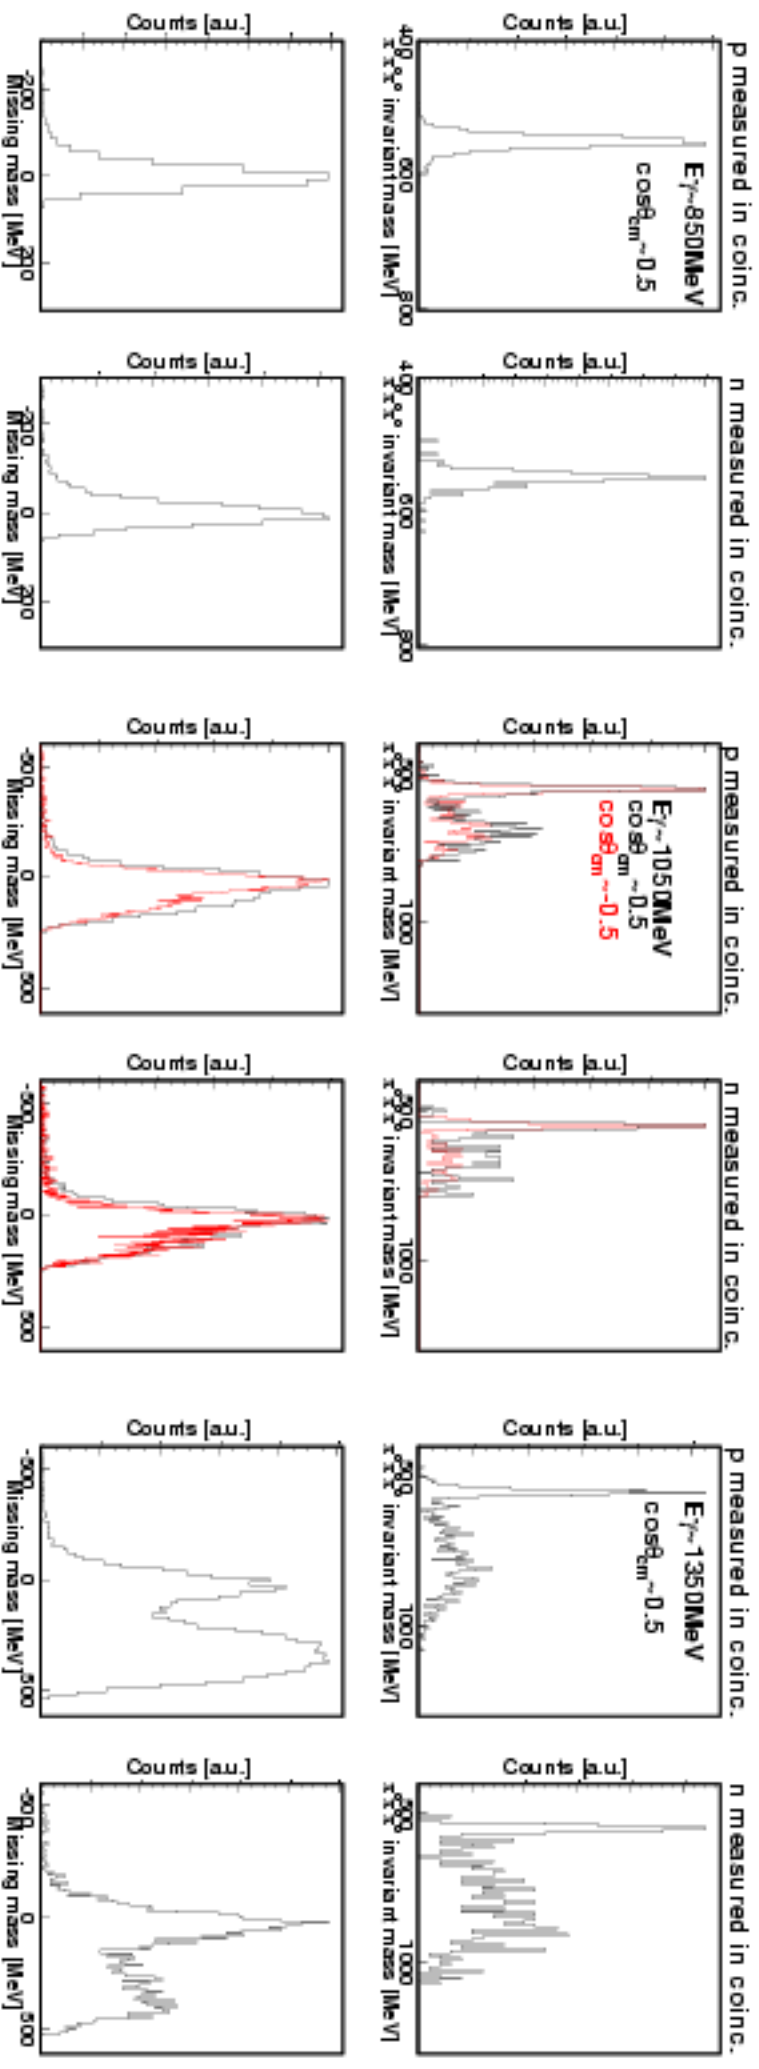 p measured in coinc.
n measured in coinc.
p measured in coinc.
n measured in coinc.
p measured in coinc.
n measured in coinc.
Counts [a.u.]
Eγ~850MeV
cosθcm~0.5
400 600 800
π°π°π° invariant mass [MeV]
Counts [a.u.]
400 600 800
π°π°π° invariant mass [MeV]
Counts [a.u.]
Eγ~1050MeV
cosθcm~0.5
cosθcm~-0.5
500 1000
π°π°π° invariant mass [MeV]
Counts [a.u.]
500 1000
π°π°π° invariant mass [MeV]
Counts [a.u.]
Eγ~1350MeV
cosθcm~0.5
500 1000
π°π°π° invariant mass [MeV]
Counts [a.u.]
500 1000
π°π°π° invariant mass [MeV]
Counts [a.u.]
-200 0 200
Missing mass [MeV]
Counts [a.u.]
-200 0 200
Missing mass [MeV]
Counts [a.u.]
-500 0 500
Missing mass [MeV]
Counts [a.u.]
-500 0 500
Missing mass [MeV]
Counts [a.u.]
-500 0 500
Missing mass [MeV]
Counts [a.u.]
-500 0 500
Missing mass [MeV]